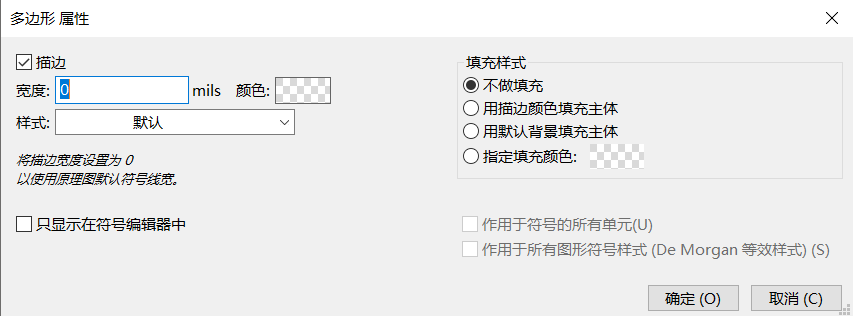 多边形 属性
描边
宽度: 0 mils 颜色:
样式: 默认
将描边宽度设置为 0
以使用原理图默认符号线宽。
只显示在符号编辑器中
填充样式
不做填充
用描边颜色填充主体
用默认背景填充主体
指定填充颜色:
作用于符号的所有单元(U)
作用于所有图形符号样式 (De Morgan 等效样式) (S)
确定 (O) 取消 (C)